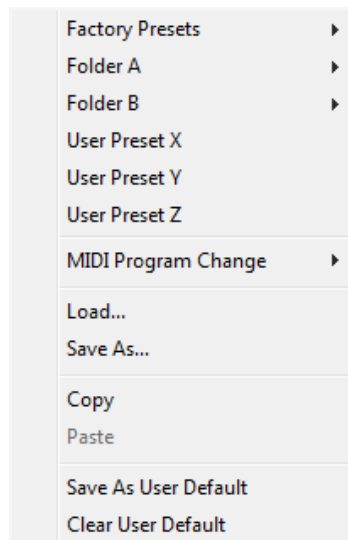 Factory Presets
Folder A
Folder B
User Preset X
User Preset Y
User Preset Z
MIDI Program Change
Load...
Save As...
Copy
Paste
Save As User Default
Clear User Default